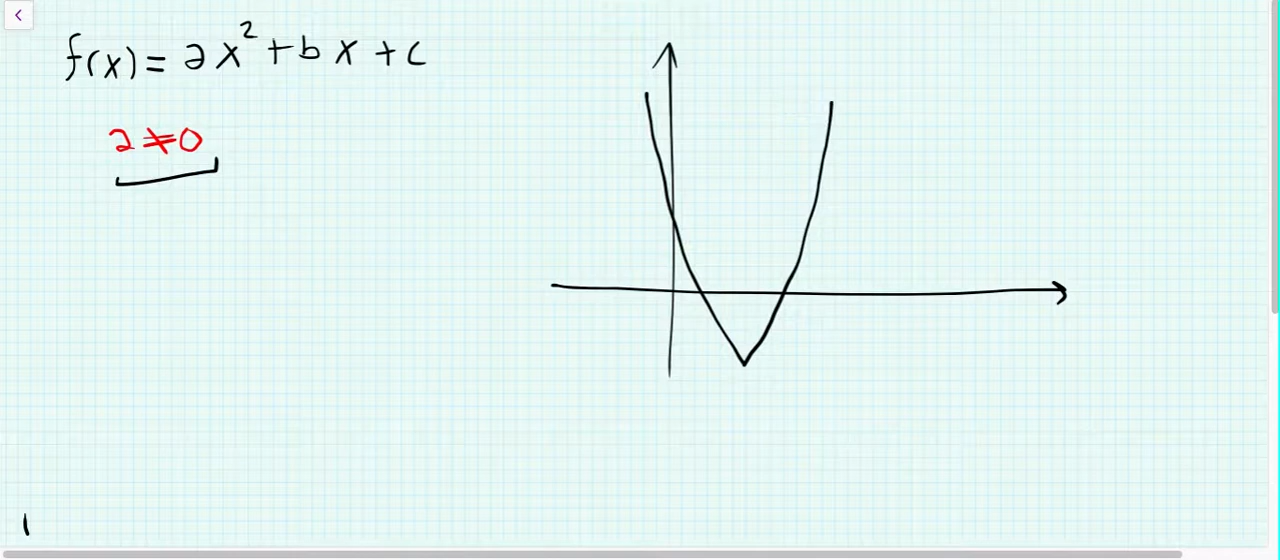 f(x) = ax² + bx + c
a ≠ 0